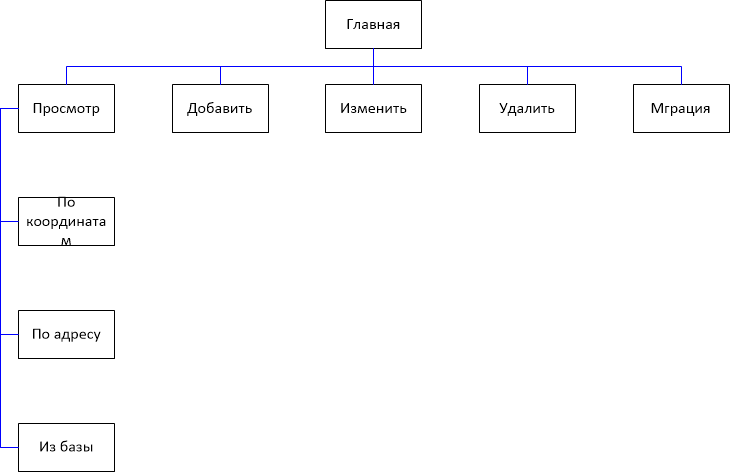 Главная
Просмотр
Добавить
Изменить
Удалить
Мграция
По
координата
м
По адресу
Из базы